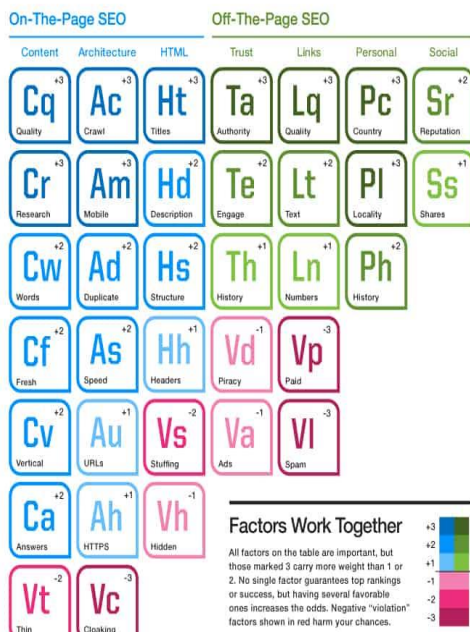 On-The-Page SEO Off-The-Page SEO
Content Architecture HTML Trust Links Personal Social
+3 +3 +3 +3 +3 +3 +2
Cq Ac Ht Ta Lq Pc Sr
Quality Crawl Titles Authority Quality Country Reputation
+3 +3 +2 +2 +2 +3 +1
Cr Am Hd Te Lt Pl Ss
Research Mobile Description Engage Text Locality Shares
+2 +2 +2 +1 +1 +2
Cw Ad Hs Th Ln Ph
Words Duplicate Structure History Numbers History
+2 +2 +1 -1 -3
Cf As Hh Vd Vp
Fresh Speed Headers Piracy Paid
+2 +1 -2 -1 -3
Cv Au Vs Va Vl
Vertical URLs Stuffing Ads Spam
+2 +1 -1
Ca Ah Vh
Answers HTTPS Hidden
-2 -3
Vt Vc
Thin Cloaking
Factors Work Together
All factors on the table are important, but
those marked 3 carry more weight than 1 or
2. No single factor guarantees top rankings
or success, but having several favorable
ones increases the odds. Negative “violation”
factors shown in red harm your chances.
+3
+2
+1
-1
-2
-3